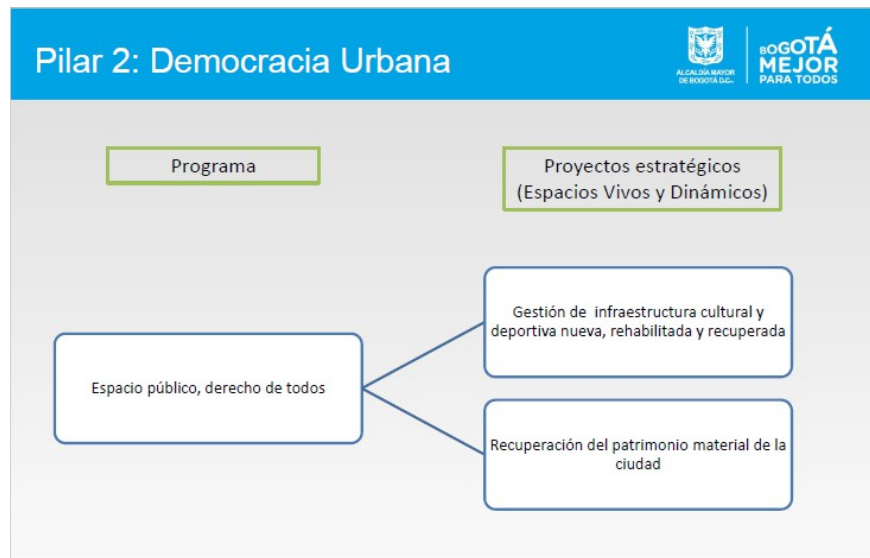 Pilar 2: Democracia Urbana
ALCALDÍA MAYOR
DE BOGOTÁ D.C.
BOGOTÁ
MEJOR
PARA TODOS
Programa
Proyectos estratégicos
(Espacios Vivos y Dinámicos)
Espacio público, derecho de todos
Gestión de infraestructura cultural y
deportiva nueva, rehabilitada y recuperada
Recuperación del patrimonio material de la
ciudad